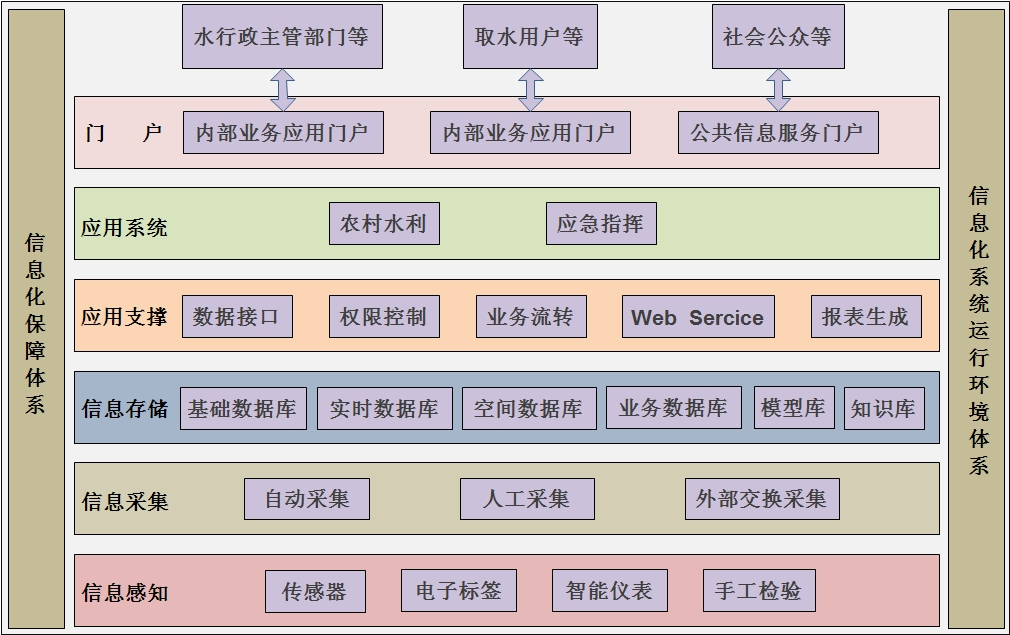 水行政主管部门等
取水用户等
社会公众等
门 户
内部业务应用门户
内部业务应用门户
公共信息服务门户
应用系统
农村水利
应急指挥
应用支撑
数据接口
权限控制
业务流转
Web Sercice
报表生成
信息存储
基础数据库
实时数据库
空间数据库
业务数据库
模型库
知识库
信息采集
自动采集
人工采集
外部交换采集
信息感知
传感器
电子标签
智能仪表
手工检验
信息化保障体系
信息化系统运行环境体系